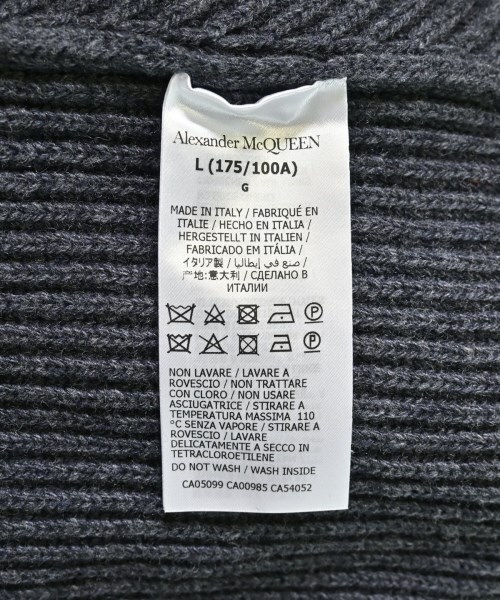 Alexander McQUEEN
L (175/100A)
G
MADE IN ITALY / FABRIQUÉ EN
ITALIE / HECHO EN ITALIA /
HERGESTELLT IN ITALIEN /
FABRICADO EM ITÁLIA /
イタリア製 / صنع في إيطاليا /
产地:意大利 / СДЕЛАНО В
ИТАЛИИ
P
P
NON LAVARE / LAVARE A
ROVESCIO / NON TRATTARE
CON CLORO / NON USARE
ASCIUGATRICE / STIRARE A
TEMPERATURA MASSIMA 110
°C SENZA VAPORE / STIRARE A
ROVESCIO / LAVARE
DELICATAMENTE A SECCO IN
TETRACLOROETILENE
DO NOT WASH / WASH INSIDE
CA05099 CA00985 CA54052